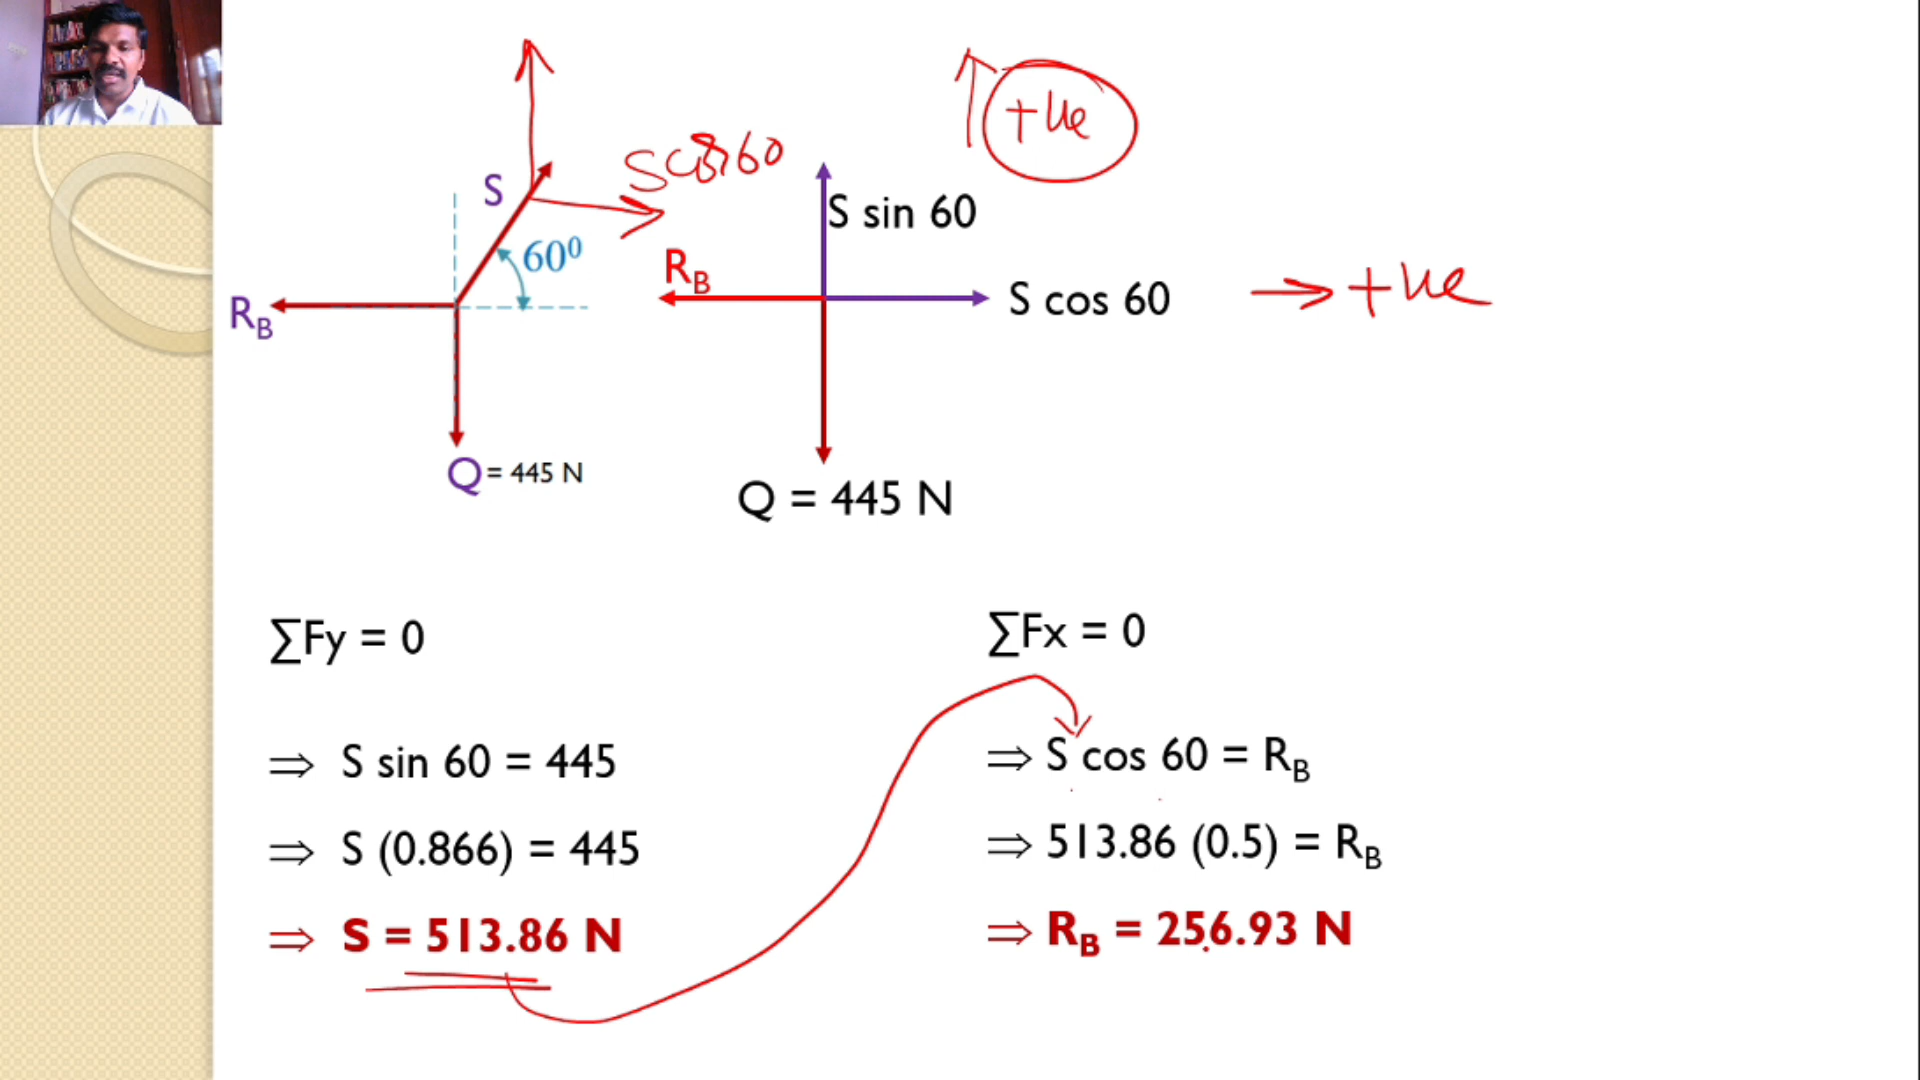 S
S cos 60
+ve
S sin 60
60⁰
R_B
R_B
S cos 60
→ +ve
Q = 445 N
Q = 445 N
∑Fy = 0
⇒ S sin 60 = 445
⇒ S (0.866) = 445
⇒ S = 513.86 N
∑Fx = 0
⇒ S cos 60 = R_B
⇒ 513.86 (0.5) = R_B
⇒ R_B = 256.93 N